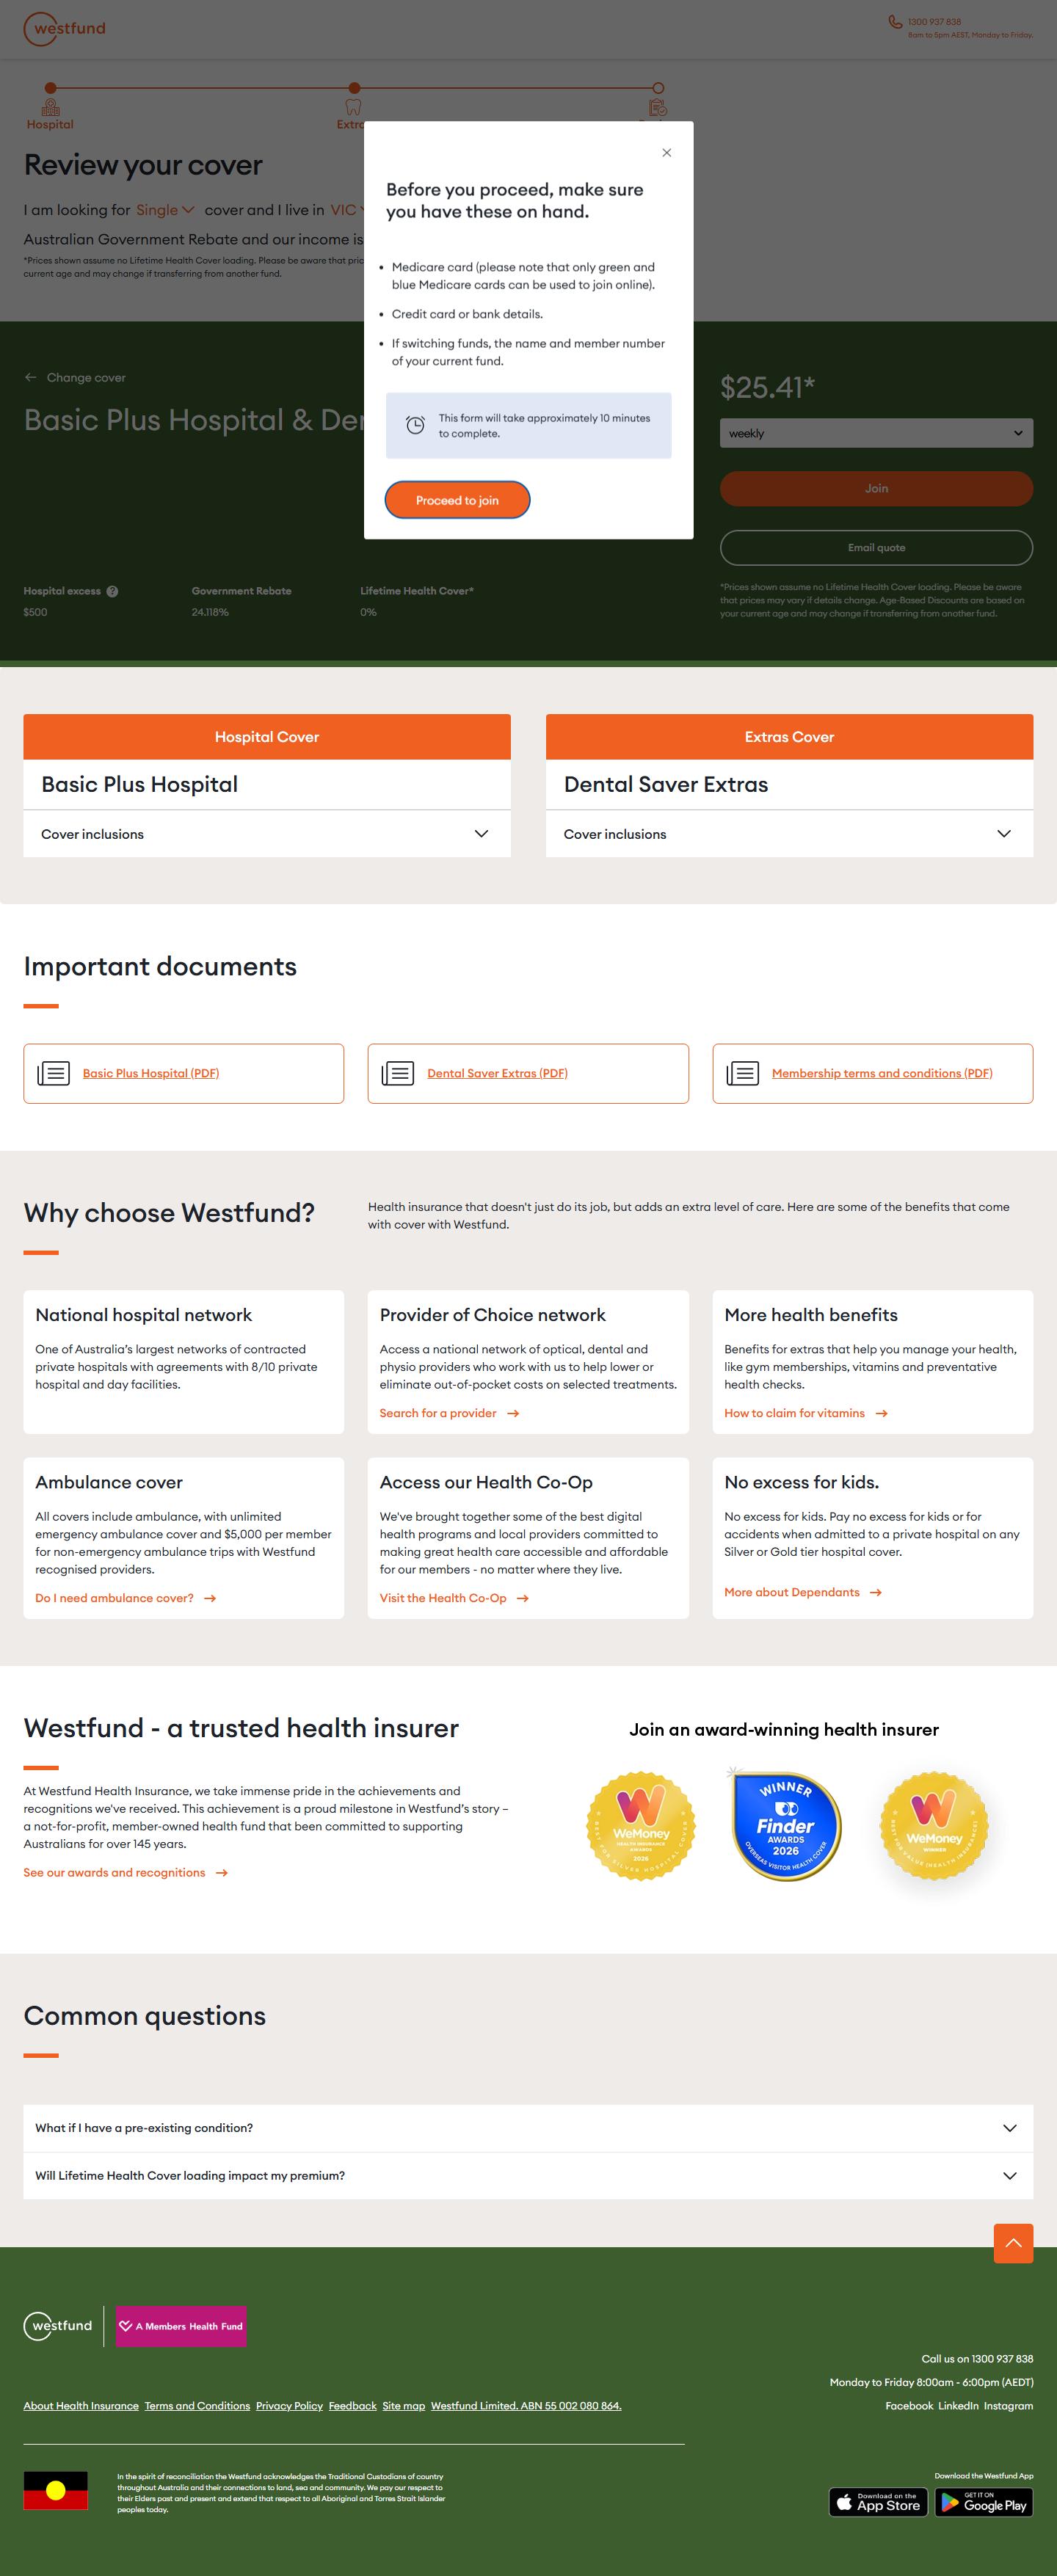 westfund
1300 937 838
8am to 5pm AEST, Monday to Friday.
Hospital
Extra
Review your cover
I am looking for Single cover and I live in VIC
Australian Government Rebate and our income is
*Prices shown assume no Lifetime Health Cover loading. Please be aware that pric
current age and may change if transferring from another fund.
Before you proceed, make sure
you have these on hand.
• Medicare card (please note that only green and
blue Medicare cards can be used to join online).
• Credit card or bank details.
• If switching funds, the name and member number
of your current fund.
This form will take approximately 10 minutes
to complete.
Proceed to join
Change cover
Basic Plus Hospital & Den
Hospital excess ?
$500
Government Rebate
24.118%
Lifetime Health Cover*
0%
$25.41*
weekly
Join
Email quote
*Prices shown assume no Lifetime Health Cover loading. Please be aware
that prices may vary if details change. Age-Based Discounts are based on
your current age and may change if transferring from another fund.
Hospital Cover
Basic Plus Hospital
Cover inclusions
Extras Cover
Dental Saver Extras
Cover inclusions
Important documents
Basic Plus Hospital (PDF)
Dental Saver Extras (PDF)
Membership terms and conditions (PDF)
Why choose Westfund?
Health insurance that doesn't just do its job, but adds an extra level of care. Here are some of the benefits that come
with cover with Westfund.
National hospital network
One of Australia's largest networks of contracted
private hospitals with agreements with 8/10 private
hospital and day facilities.
Provider of Choice network
Access a national network of optical, dental and
physio providers who work with us to help lower or
eliminate out-of-pocket costs on selected treatments.
Search for a provider
More health benefits
Benefits for extras that help you manage your health,
like gym memberships, vitamins and preventative
health checks.
How to claim for vitamins
Ambulance cover
All covers include ambulance, with unlimited
emergency ambulance cover and $5,000 per member
for non-emergency ambulance trips with Westfund
recognised providers.
Do I need ambulance cover?
Access our Health Co-Op
We've brought together some of the best digital
health programs and local providers committed to
making great health care accessible and affordable
for our members - no matter where they live.
Visit the Health Co-Op
No excess for kids.
No excess for kids. Pay no excess for kids or for
accidents when admitted to a private hospital on any
Silver or Gold tier hospital cover.
More about Dependants
Westfund - a trusted health insurer
At Westfund Health Insurance, we take immense pride in the achievements and
recognitions we've received. This achievement is a proud milestone in Westfund's story –
a not-for-profit, member-owned health fund that been committed to supporting
Australians for over 145 years.
See our awards and recognitions
Join an award-winning health insurer
WeMoney
HEALTH INSURANCE
AWARDS
2026
BEST FOR SILVER HOSPITAL COVER
WINNER
Finder
AWARDS
2026
OVERSEAS VISITOR HEALTH COVER
WeMoney
WINNER
Common questions
What if I have a pre-existing condition?
Will Lifetime Health Cover loading impact my premium?
westfund
A Members Health Fund
Call us on 1300 937 838
Monday to Friday 8:00am - 6:00pm (AEDT)
About Health Insurance Terms and Conditions Privacy Policy Feedback Site map Westfund Limited. ABN 55 002 080 864.
Facebook LinkedIn Instagram
In the spirit of reconciliation the Westfund acknowledges the Traditional Custodians of country
throughout Australia and their connections to land, sea and community. We pay our respect to
their Elders past and present and extend that respect to all Aboriginal and Torres Strait Islander
peoples today.
Download the Westfund App
Download on the
App Store
GET IT ON
Google Play